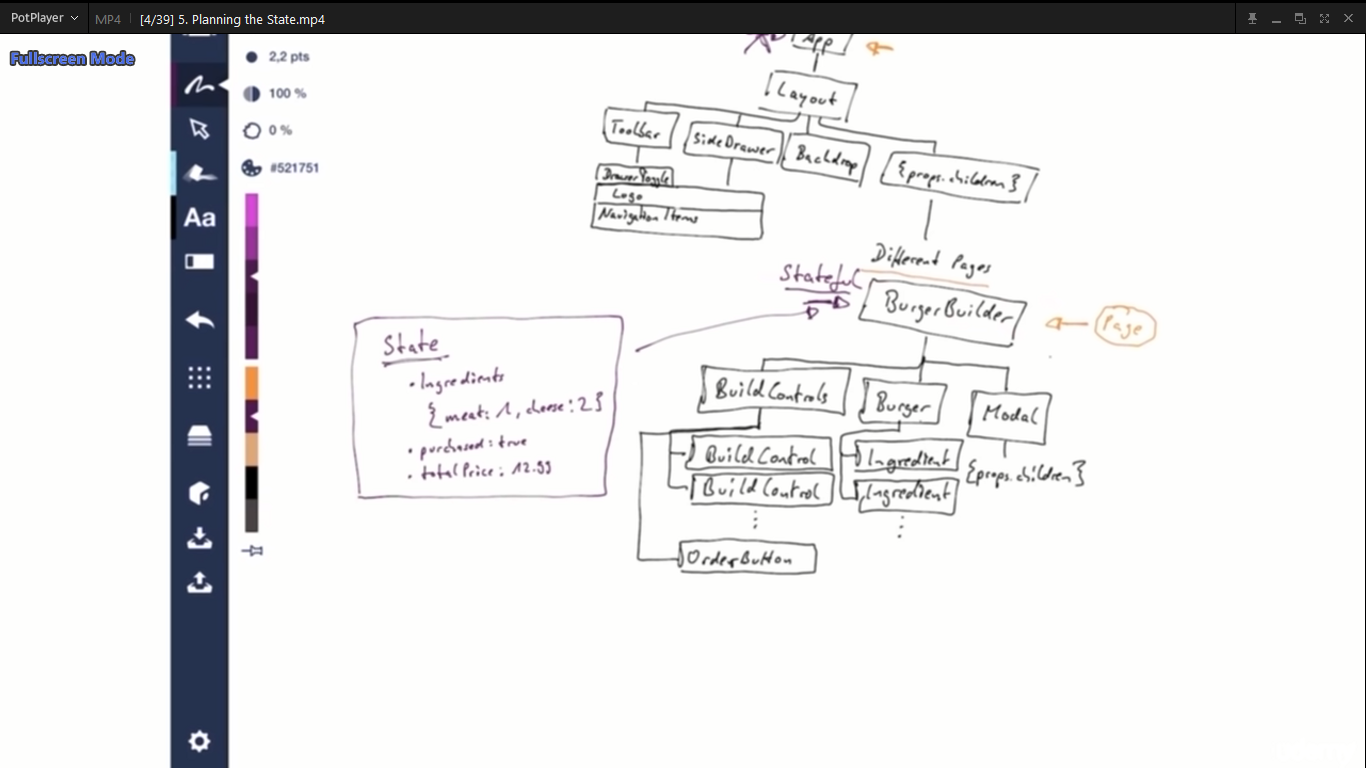 PotPlayer
MP4
[4/39] 5. Planning the State.mp4
Fullscreen Mode
2,2 pts
100 %
0 %
#521751
Aa
App
Layout
Toolbar
SideDrawer
Backdrop
{props.children}
DrawerToggle
Logo
Navigation Items
Different Pages
Stateful
BurgerBuilder
Page
State
• Ingredients
{meat: 1, cheese: 2}
• purchased: true
• totalPrice: 12.99
BuildControls
Burger
Modal
BuildControl
Ingredient
{props.children}
BuildControl
Ingredient
OrderButton